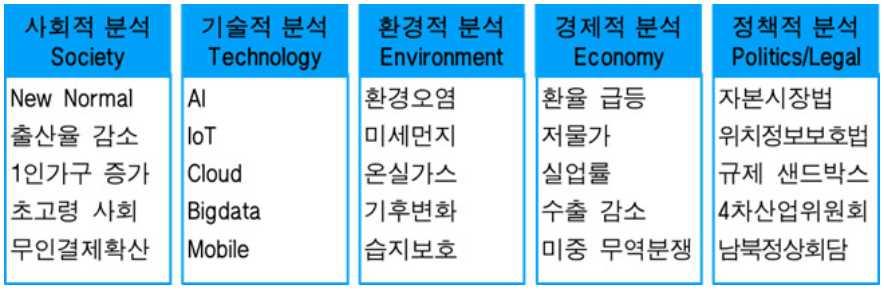 사회적 분석
Society
New Normal
출산율 감소
1인가구 증가
초고령 사회
무인결제확산
기술적 분석
Technology
AI
IoT
Cloud
Bigdata
Mobile
환경적 분석
Environment
환경오염
미세먼지
온실가스
기후변화
습지보호
경제적 분석
Economy
환율 급등
저물가
실업률
수출 감소
미중 무역분쟁
정책적 분석
Politics/Legal
자본시장법
위치정보보호법
규제 샌드박스
4차산업위원회
남북정상회담